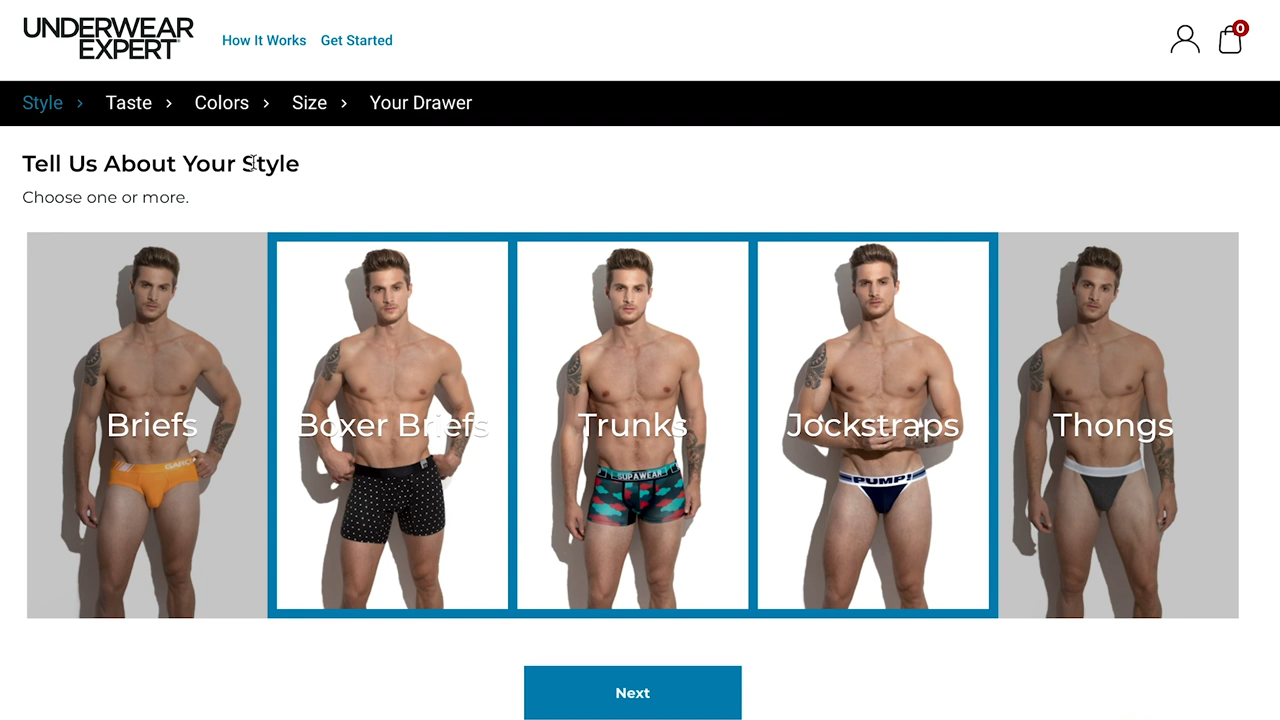 UNDERWEAR
EXPERT
How It Works
Get Started
0
Style > Taste > Colors > Size > Your Drawer
Tell Us About Your Style
Choose one or more.
Briefs
Boxer Briefs
Trunks
Jockstraps
Thongs
SUPAWEAR
PUMP!
Next